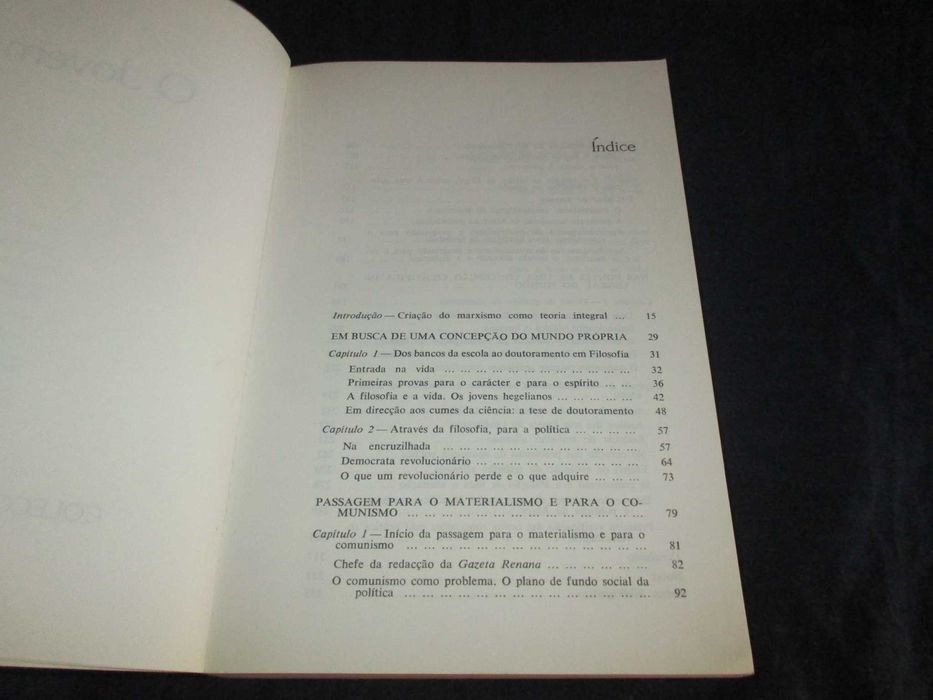 Índice
Introdução — Criação do marxismo como teoria integral ... 15
EM BUSCA DE UMA CONCEPÇÃO DO MUNDO PROPRIA 29
Capítulo 1 — Dos bancos da escola ao doutoramento em Filosofia 31
Entrada na vida ... ... ... ... ... ... ... ... ... ... ... ... ... 32
Primeiras provas para o carácter e para o espírito ... ... 36
A filosofia e a vida. Os jovens hegelianos ... ... ... ... ... 42
Em direcção aos cumes da ciência: a tese de doutoramento 48
Capítulo 2 — Através da filosofia, para a política ... ... ... ... 57
Na encruzilhada ... ... ... ... ... ... ... ... ... ... ... ... ... 57
Democrata revolucionário ... ... ... ... ... ... ... ... ... ... 64
O que um revolucionário perde e o que adquire ... ... ... 73
PASSAGEM PARA O MATERIALISMO E PARA O CO-
MUNISMO ... ... ... ... ... ... ... ... ... ... ... ... ... ... ... 79
Capítulo 1 — Início da passagem para o materialismo e para o
comunismo ... ... ... ... ... ... ... ... ... ... ... ... ... ... ... 81
Chefe da redacção da Gazeta Renana ... ... ... ... ... ... 82
O comunismo como problema. O plano de fundo social da
política ... ... ... ... ... ... ... ... ... ... ... ... ... ... ... 92